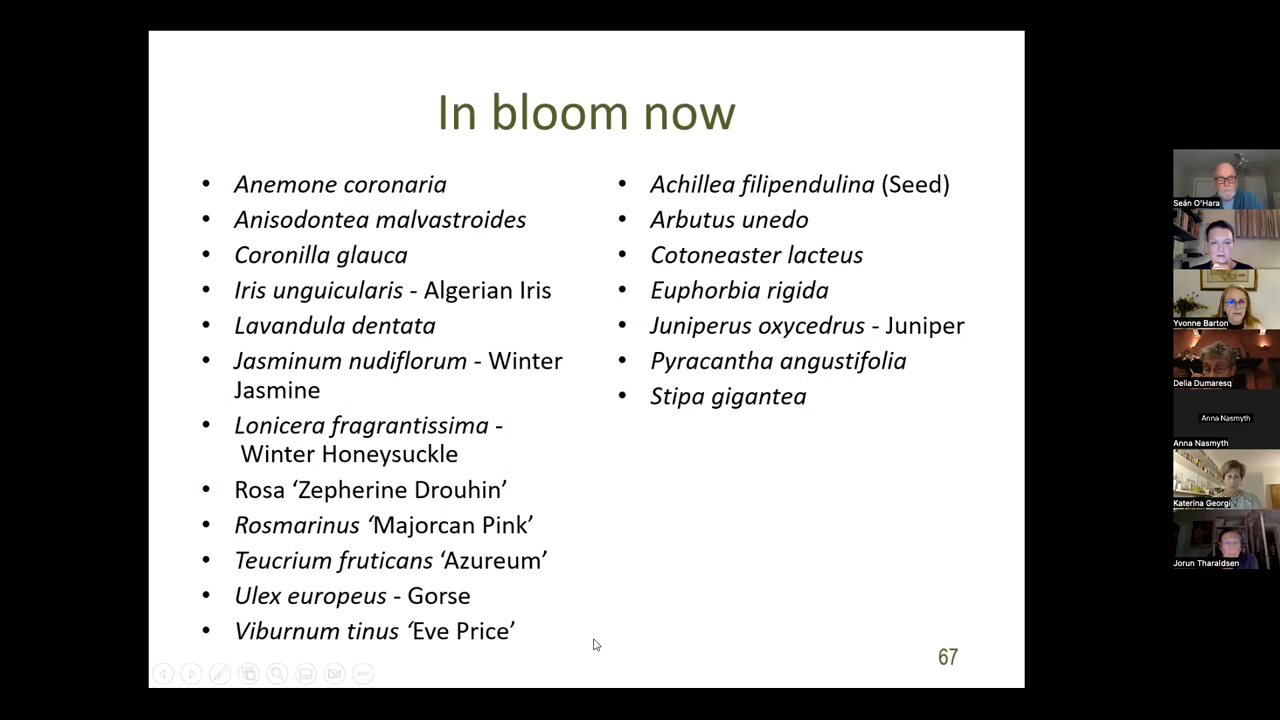 In bloom now
• Anemone coronaria
• Anisodontea malvastroides
• Coronilla glauca
• Iris unguicularis - Algerian Iris
• Lavandula dentata
• Jasminum nudiflorum - Winter
Jasmine
• Lonicera fragrantissima -
Winter Honeysuckle
• Rosa ‘Zepherine Drouhin’
• Rosmarinus ‘Majorcan Pink’
• Teucrium fruticans ‘Azureum’
• Ulex europeus - Gorse
• Viburnum tinus ‘Eve Price’
• Achillea filipendulina (Seed)
• Arbutus unedo
• Cotoneaster lacteus
• Euphorbia rigida
• Juniperus oxycedrus - Juniper
• Pyracantha angustifolia
• Stipa gigantea
67
Seán O'Hara
Yvonne Barton
Delia Dumaresq
Anna Nasmyth
Anna Nasmyth
Katerina Georgi
Jorun Tharaldsen